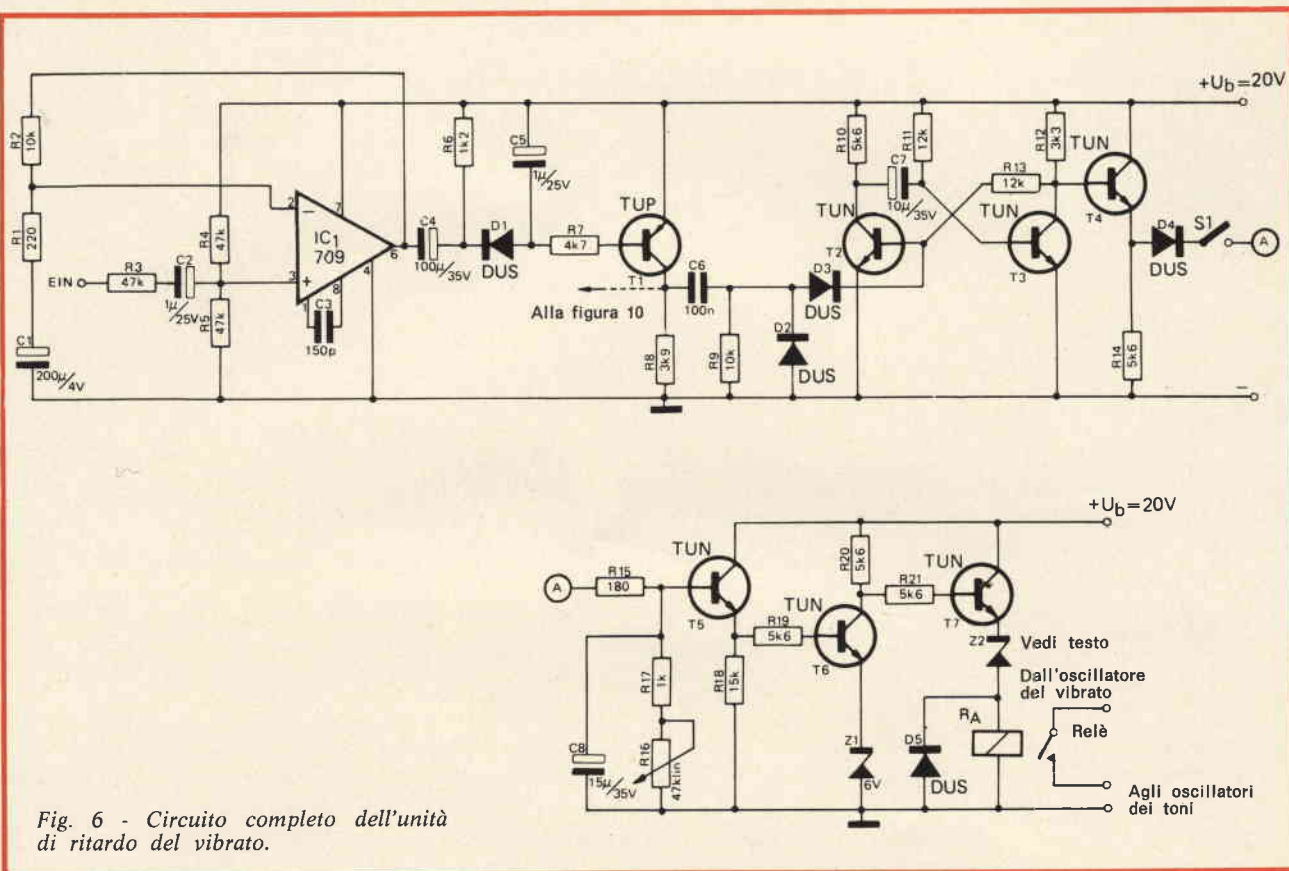 +Ub=20V
R2
10k
R1
220
C1
200µ/4V
EIN
R3
47k
C2
1µ/25V
R4
47k
R5
47k
2
3
7
IC1
709
6
4
1
8
C3
150p
C4
100µ/35V
R6
1k2
D1
DUS
C5
1µ/25V
R7
4k7
TUP
T1
Alla figura 10
R8
3k9
C6
100n
R9
10k
D2
DUS
D3
DUS
R10
5k6
C7
10µ/35V
R11
12k
TUN
T2
R13
12k
TUN
T3
R12
3k3
TUN
T4
D4
DUS
S1
A
R14
5k6
−
+Ub=20V
A
R15
180
TUN
T5
C8
15µ/35V
R17
1k
R16
47k lin
R18
15k
R19
5k6
TUN
T6
R20
5k6
R21
5k6
TUN
T7
Z1
6V
Z2
Vedi testo
D5
DUS
RA
Dall'oscillatore
del vibrato
Relè
Agli oscillatori
dei toni
Fig. 6 - Circuito completo dell'unità
di ritardo del vibrato.